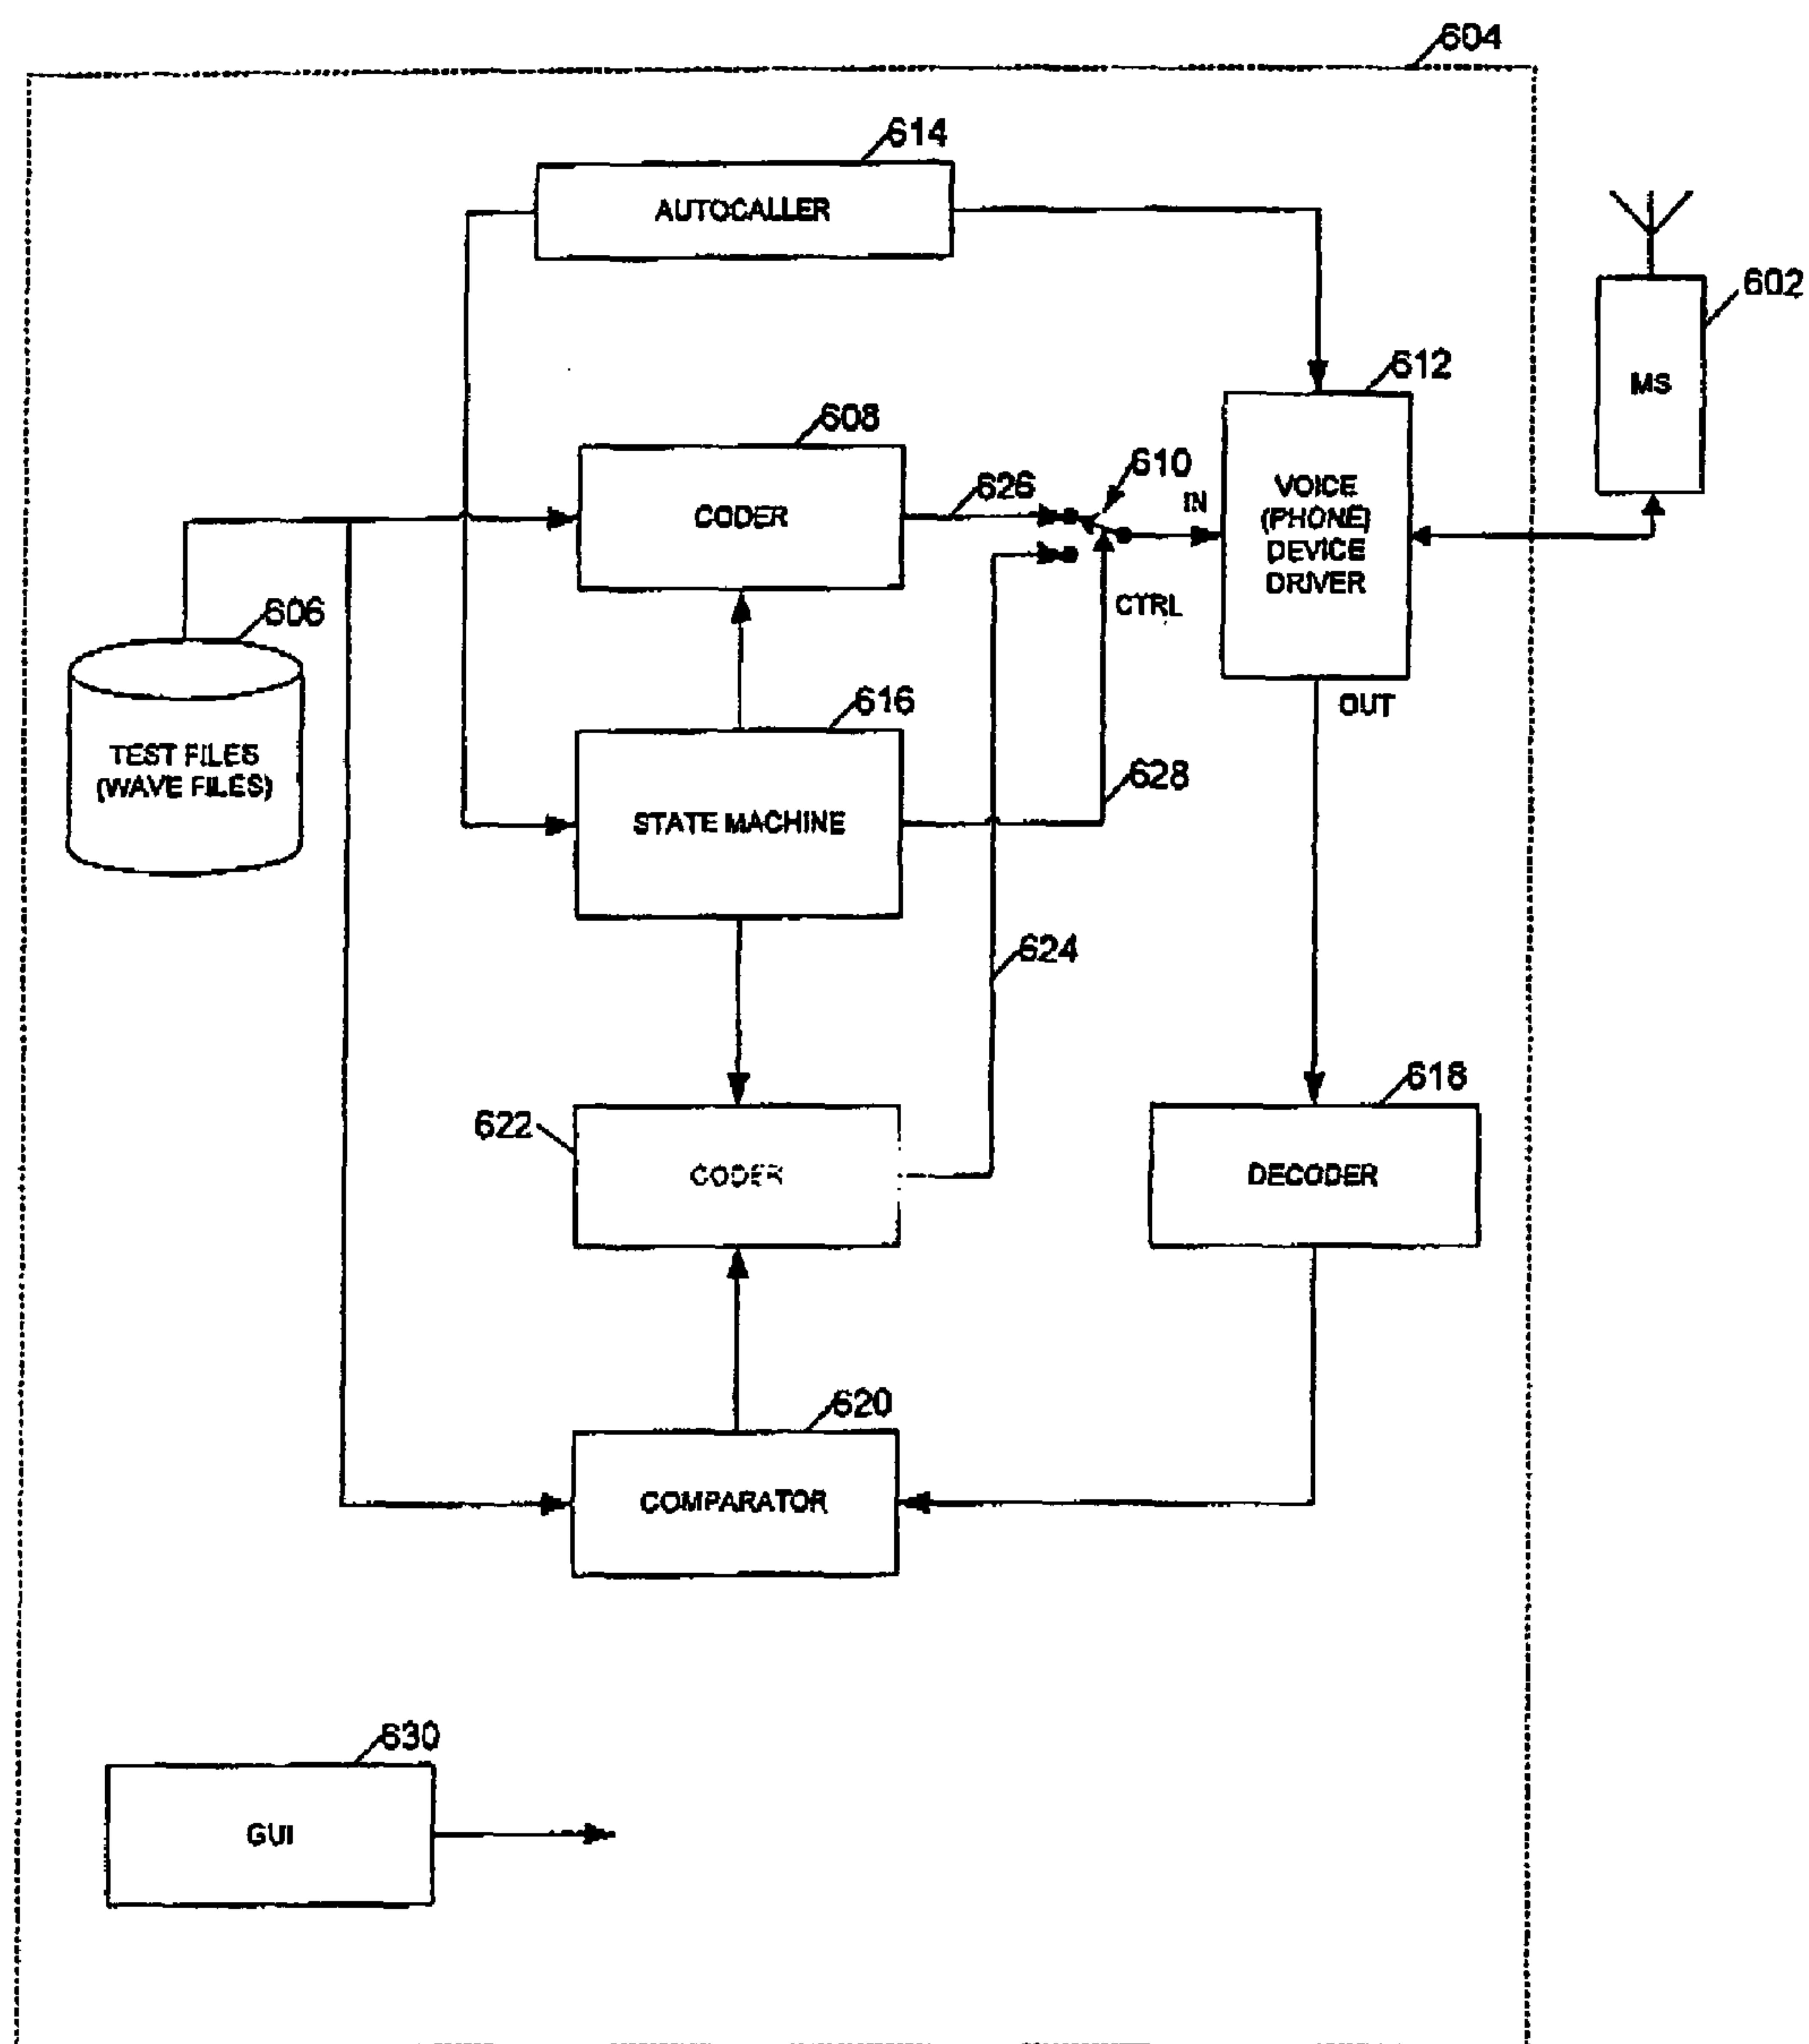 604
614
AUTOCALLER
602
MS
612
608
610
626
IN
CODER
VOICE
(PHONE)
DEVICE
DRIVER
CTRL
606
616
OUT
TEST FILES
(WAVE FILES)
628
STATE MACHINE
624
618
622
CODER
DECODER
620
COMPARATOR
630
GUI